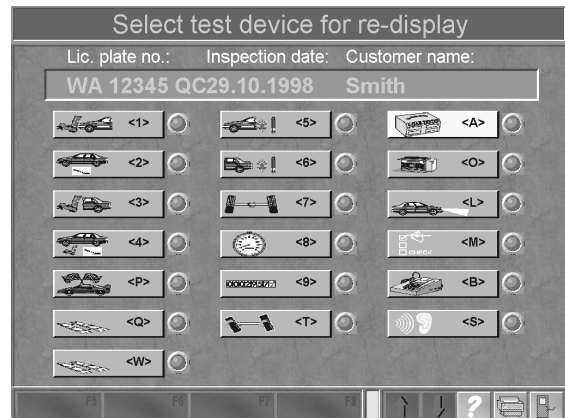 Select test device for re-display
Lic. plate no.: Inspection date: Customer name:
WA 12345 QC29.10.1998 Smith
<1> <5> <A>
<2> <6> <O>
<3> <7> <L>
<4> <8> <M>
CHECK
<P> <9> <B>
<Q> <T> <S>
<W>
F5 F6 F7 F8 ?